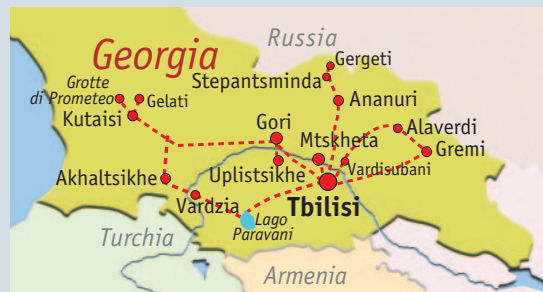 Russia
Georgia
Gergeti
Stepantsminda
Grotte
di Prometeo
Gelati
Ananuri
Kutaisi
Gori
Alaverdi
Mtskheta
Gremi
Vardisubani
Akhaltsikhe
Uplistsikhe
Tbilisi
Vardzia
Lago
Paravani
Turchia
Armenia